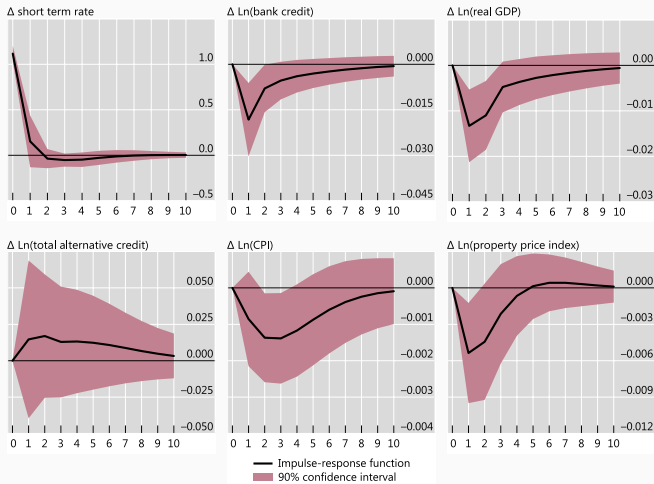 Δ short term rate
1.0
0.5
0.0
−0.5
0 1 2 3 4 5 6 7 8 9 10
Δ Ln(bank credit)
0.000
−0.015
−0.030
−0.045
0 1 2 3 4 5 6 7 8 9 10
Δ Ln(real GDP)
0.00
−0.01
−0.02
−0.03
0 1 2 3 4 5 6 7 8 9 10
Δ Ln(total alternative credit)
0.050
0.025
0.000
−0.025
−0.050
0 1 2 3 4 5 6 7 8 9 10
Δ Ln(CPI)
0.000
−0.001
−0.002
−0.003
−0.004
0 1 2 3 4 5 6 7 8 9 10
Δ Ln(property price index)
0.000
−0.003
−0.006
−0.009
−0.012
0 1 2 3 4 5 6 7 8 9 10
Impulse-response function
90% confidence interval